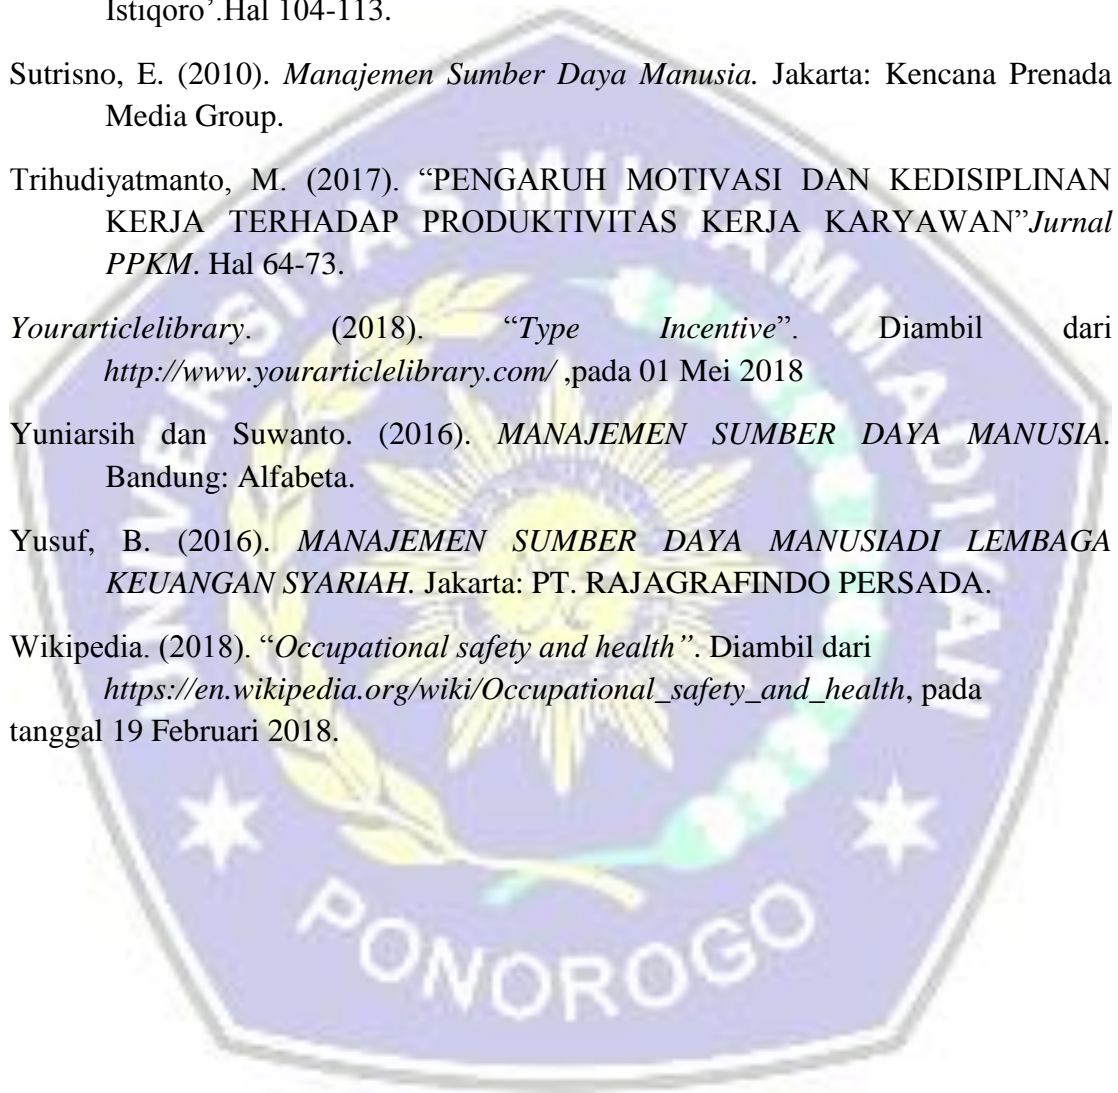 Istiqoro'.Hal 104-113.
Sutrisno, E. (2010). Manajemen Sumber Daya Manusia. Jakarta: Kencana Prenada
Media Group.
Trihudiyatmanto, M. (2017). “PENGARUH MOTIVASI DAN KEDISIPLINAN
KERJA TERHADAP PRODUKTIVITAS KERJA KARYAWAN”Jurnal
PPKM. Hal 64-73.
Yourarticlelibrary. (2018). “Type Incentive”. Diambil dari
http://www.yourarticlelibrary.com/ ,pada 01 Mei 2018
Yuniarsih dan Suwanto. (2016). MANAJEMEN SUMBER DAYA MANUSIA.
Bandung: Alfabeta.
Yusuf, B. (2016). MANAJEMEN SUMBER DAYA MANUSIADI LEMBAGA
KEUANGAN SYARIAH. Jakarta: PT. RAJAGRAFINDO PERSADA.
Wikipedia. (2018). “Occupational safety and health”. Diambil dari
https://en.wikipedia.org/wiki/Occupational_safety_and_health, pada
tanggal 19 Februari 2018.
UNIVERSITAS MUHAMMADIYAH
PONOROGO